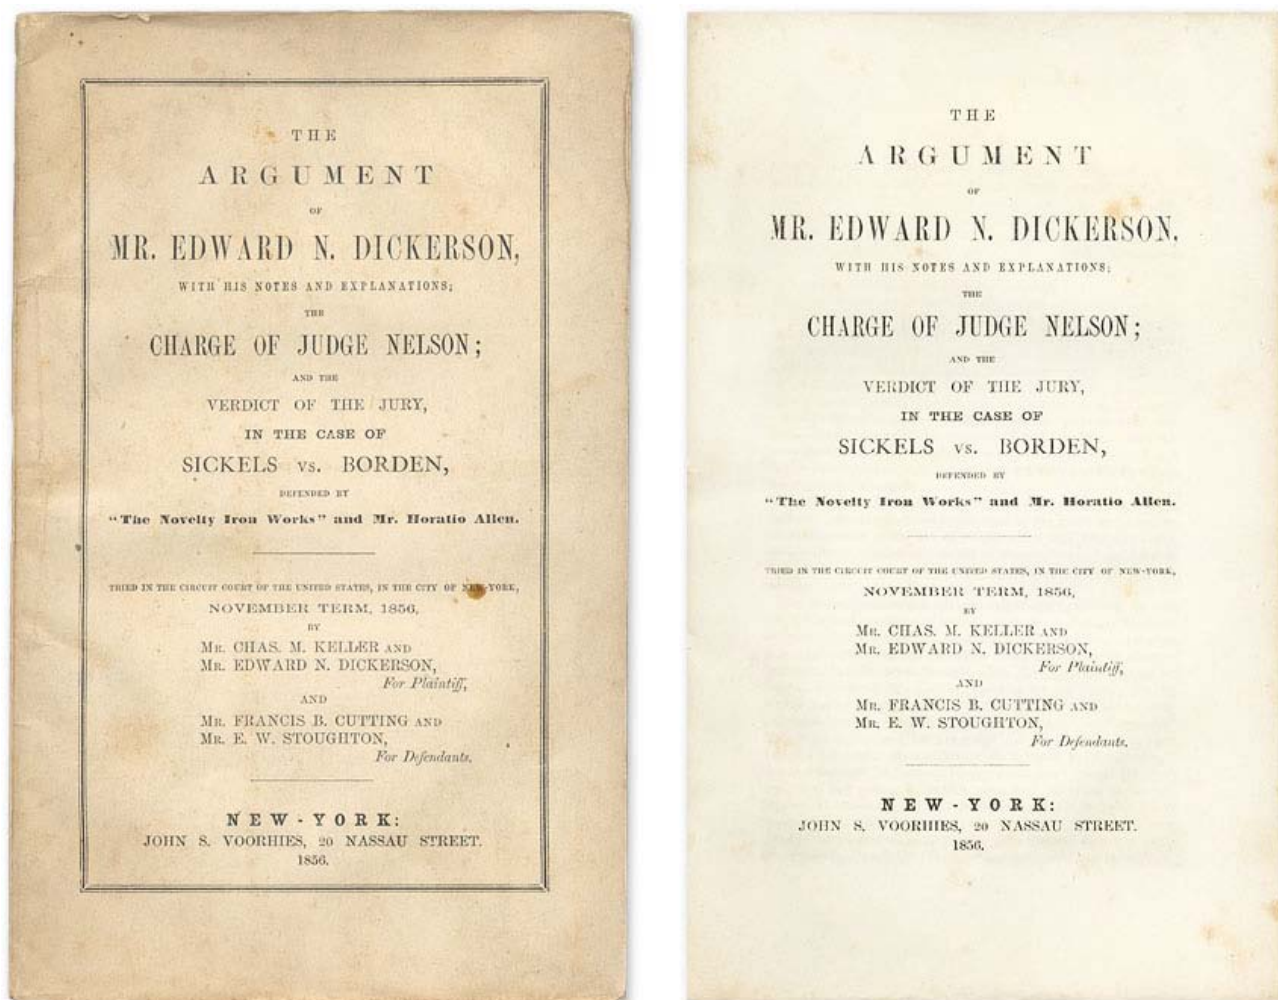 THE
ARGUMENT
OF
MR. EDWARD N. DICKERSON,
WITH HIS NOTES AND EXPLANATIONS;
THE
CHARGE OF JUDGE NELSON;
AND THE
VERDICT OF THE JURY,
IN THE CASE OF
SICKELS vs. BORDEN,
DEFENDED BY
"The Novelty Iron Works" and Mr. Horatio Allen.
TRIED IN THE CIRCUIT COURT OF THE UNITED STATES, IN THE CITY OF NEW-YORK,
NOVEMBER TERM, 1856,
BY
MR. CHAS. M. KELLER AND
MR. EDWARD N. DICKERSON,
For Plaintiff,
AND
MR. FRANCIS B. CUTTING AND
MR. E. W. STOUGHTON,
For Defendants.
NEW-YORK:
JOHN S. VOORHIES, 20 NASSAU STREET.
1856.
THE
ARGUMENT
OF
MR. EDWARD N. DICKERSON,
WITH HIS NOTES AND EXPLANATIONS;
THE
CHARGE OF JUDGE NELSON;
AND THE
VERDICT OF THE JURY,
IN THE CASE OF
SICKELS vs. BORDEN,
DEFENDED BY
"The Novelty Iron Works" and Mr. Horatio Allen.
TRIED IN THE CIRCUIT COURT OF THE UNITED STATES, IN THE CITY OF NEW-YORK,
NOVEMBER TERM, 1856,
BY
MR. CHAS. M. KELLER AND
MR. EDWARD N. DICKERSON,
For Plaintiff,
AND
MR. FRANCIS B. CUTTING AND
MR. E. W. STOUGHTON,
For Defendants.
NEW-YORK:
JOHN S. VOORHIES, 20 NASSAU STREET.
1856.